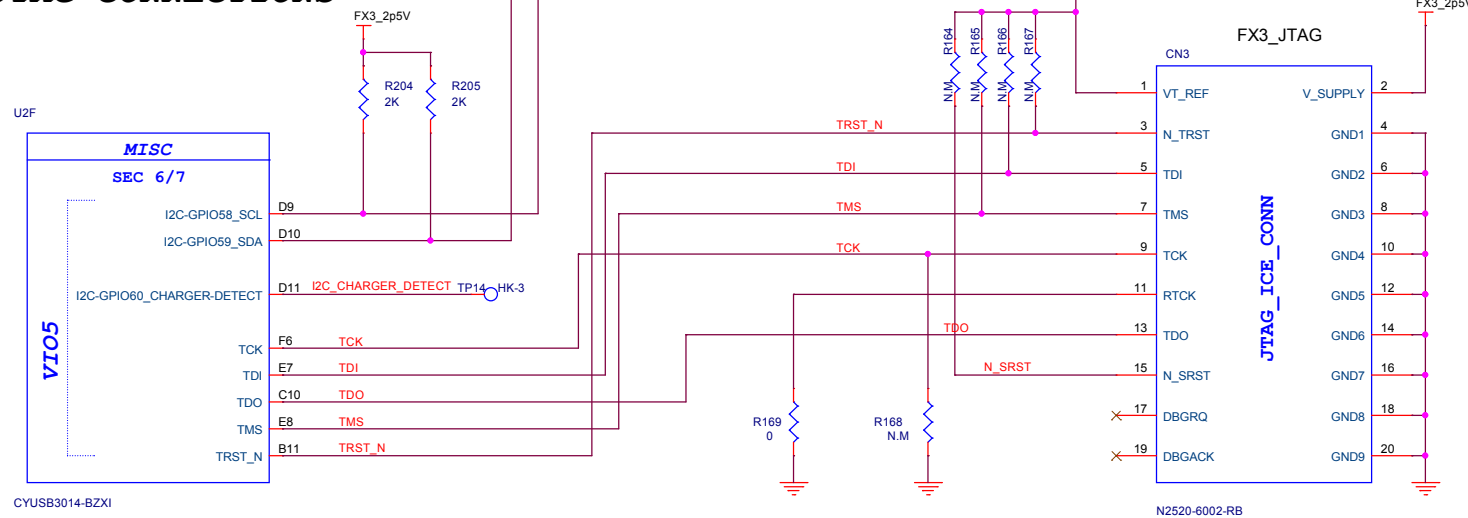 FX3_2p5V
FX3_2p5V
FX3_JTAG
R164
R165
R166
R167
N.M
N.M
N.M
N.M
CN3
R204
2K
R205
2K
U2F
MISC
SEC 6/7
VIO5
I2C-GPIO58_SCL D9
I2C-GPIO59_SDA D10
I2C-GPIO60_CHARGER-DETECT D11 I2C_CHARGER_DETECT TP14 HK-3
TCK F6 TCK
TDI E7 TDI
TDO C10 TDO
TMS E8 TMS
TRST_N B11 TRST_N
CYUSB3014-BZXI
TRST_N
TDI
TMS
TCK
TDO
N_SRST
R169
0
R168
N.M
1 VT_REF V_SUPPLY 2
3 N_TRST GND1 4
5 TDI GND2 6
7 TMS GND3 8
9 TCK GND4 10
11 RTCK GND5 12
13 TDO GND6 14
15 N_SRST GND7 16
17 DBGRQ GND8 18
19 DBGACK GND9 20
JTAG_ICE_CONN
N2520-6002-RB